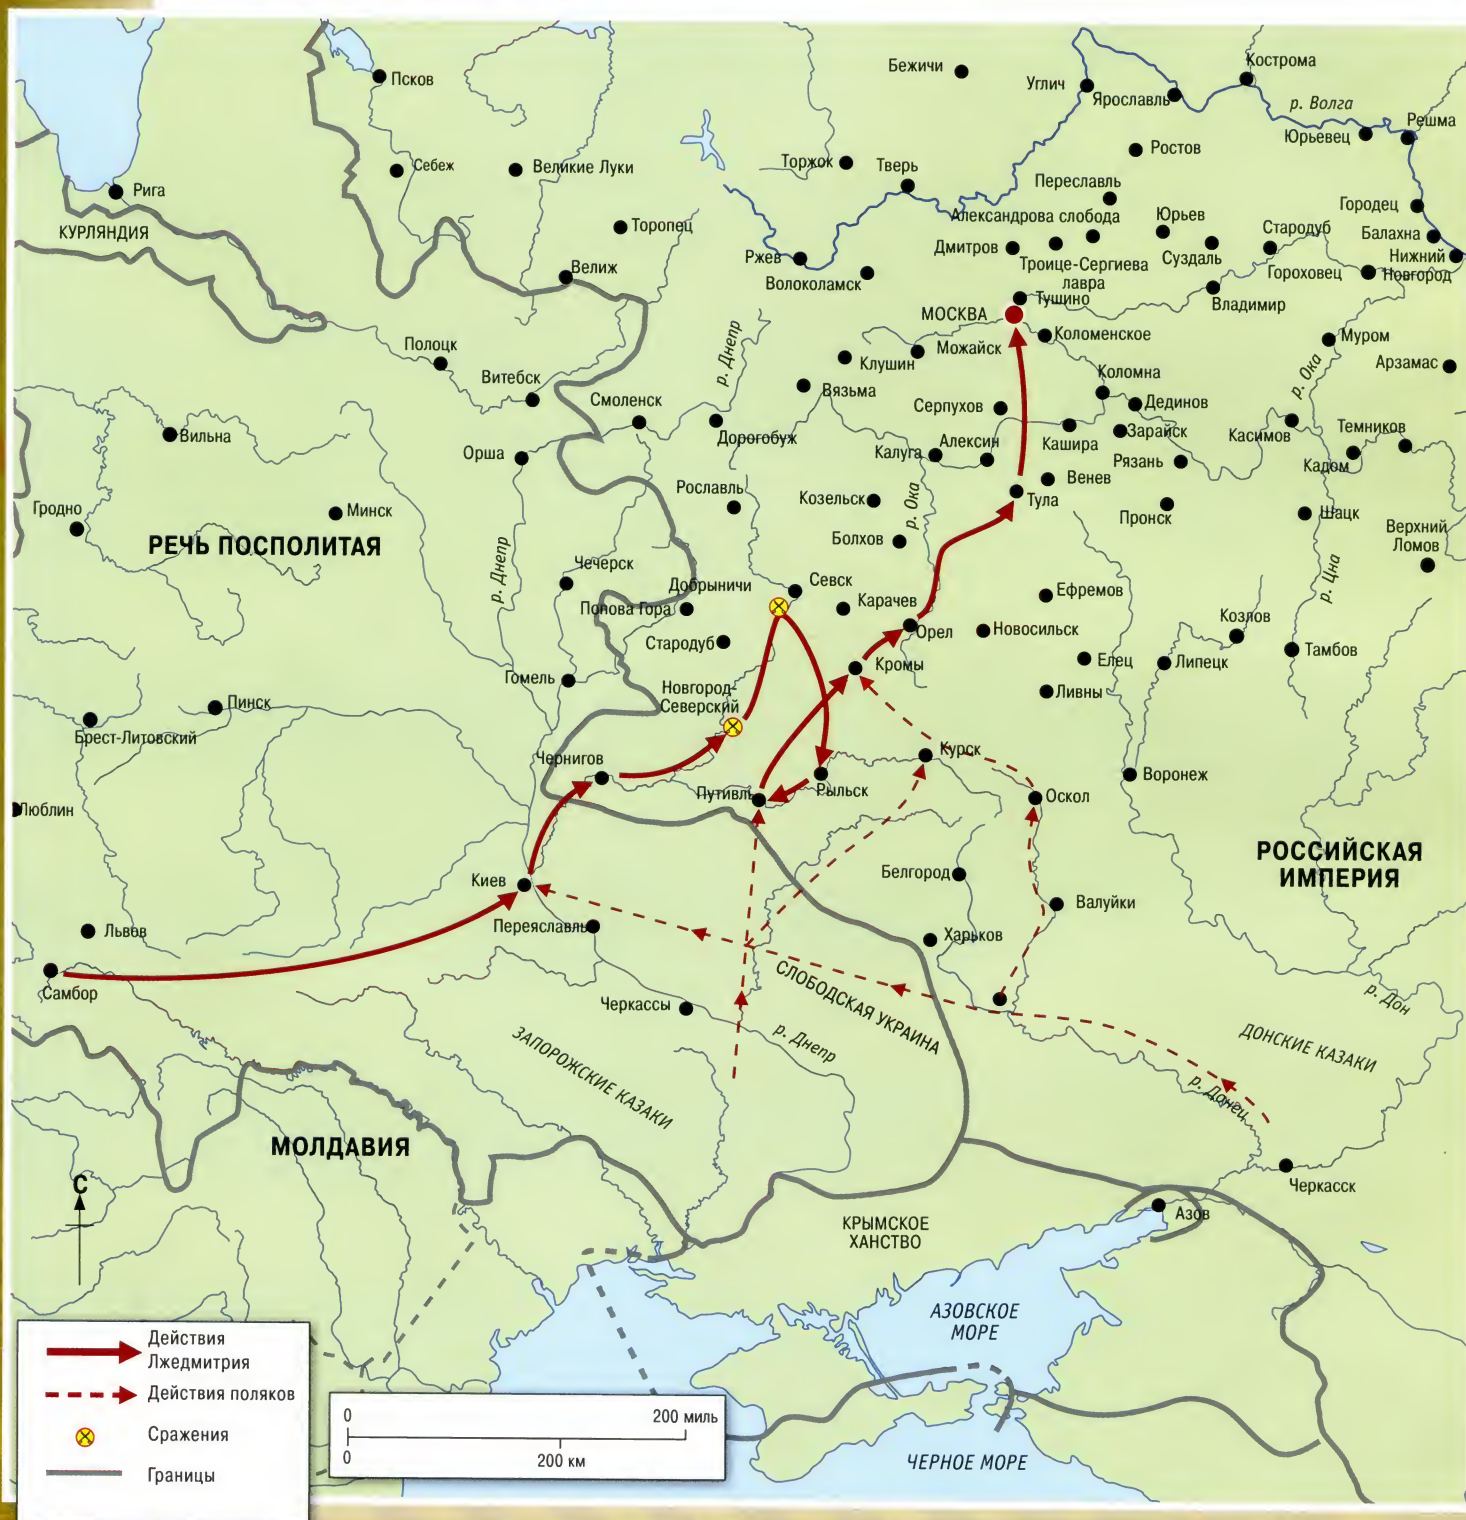 Псков
Бежичи
Углич
Ярославль
Кострома
р. Волга
Решма
Юрьевец
Себеж
Великие Луки
Торжок
Тверь
Ростов
Рига
Переславль
КУРЛЯНДИЯ
Торопец
Александрова слобода
Юрьев
Городец
Стародуб
Балахна
Дмитров
Троице-Сергиева
лавра
Суздаль
Ржев
Волоколамск
Гороховец
Нижний
Новгород
Велиж
Тушино
Владимир
МОСКВА
Коломенское
Муром
Полоцк
р. Днепр
Клушин
Можайск
Арзамас
Витебск
Вязьма
Коломна
р. Ока
Смоленск
Серпухов
Дединов
Вильна
Дорогобуж
Алексин
Кашира
Зарайск
Касимов
Темников
Орша
Калуга
Рязань
Кадом
Рославль
Козельск
Венев
Тула
Гродно
Минск
р. Ока
Пронск
Шацк
Верхний
Ломов
РЕЧЬ ПОСПОЛИТАЯ
Болхов
р. Днепр
Чечерск
Добрыничи
Севск
р. Цна
Попова Гора
Карачев
Ефремов
Козлов
Стародуб
Орел
Новосильск
Тамбов
Гомель
Кромы
Елец
Липецк
Новгород-
Северский
Ливны
Пинск
Брест-Литовский
Чернигов
Курск
Воронеж
Путивль
Рыльск
Оскол
Люблин
РОССИЙСКАЯ
ИМПЕРИЯ
Киев
Белгород
Валуйки
Переяславль
Львов
Харьков
Самбор
СЛОБОДСКАЯ УКРАИНА
р. Дон
Черкассы
р. Днепр
ДОНСКИЕ КАЗАКИ
ЗАПОРОЖСКИЕ КАЗАКИ
р. Донец
МОЛДАВИЯ
С
Черкасск
Азов
КРЫМСКОЕ
ХАНСТВО
АЗОВСКОЕ
МОРЕ
ЧЕРНОЕ МОРЕ
Действия
Лжедмитрия
Действия поляков
Сражения
Границы
0
200 миль
0
200 км